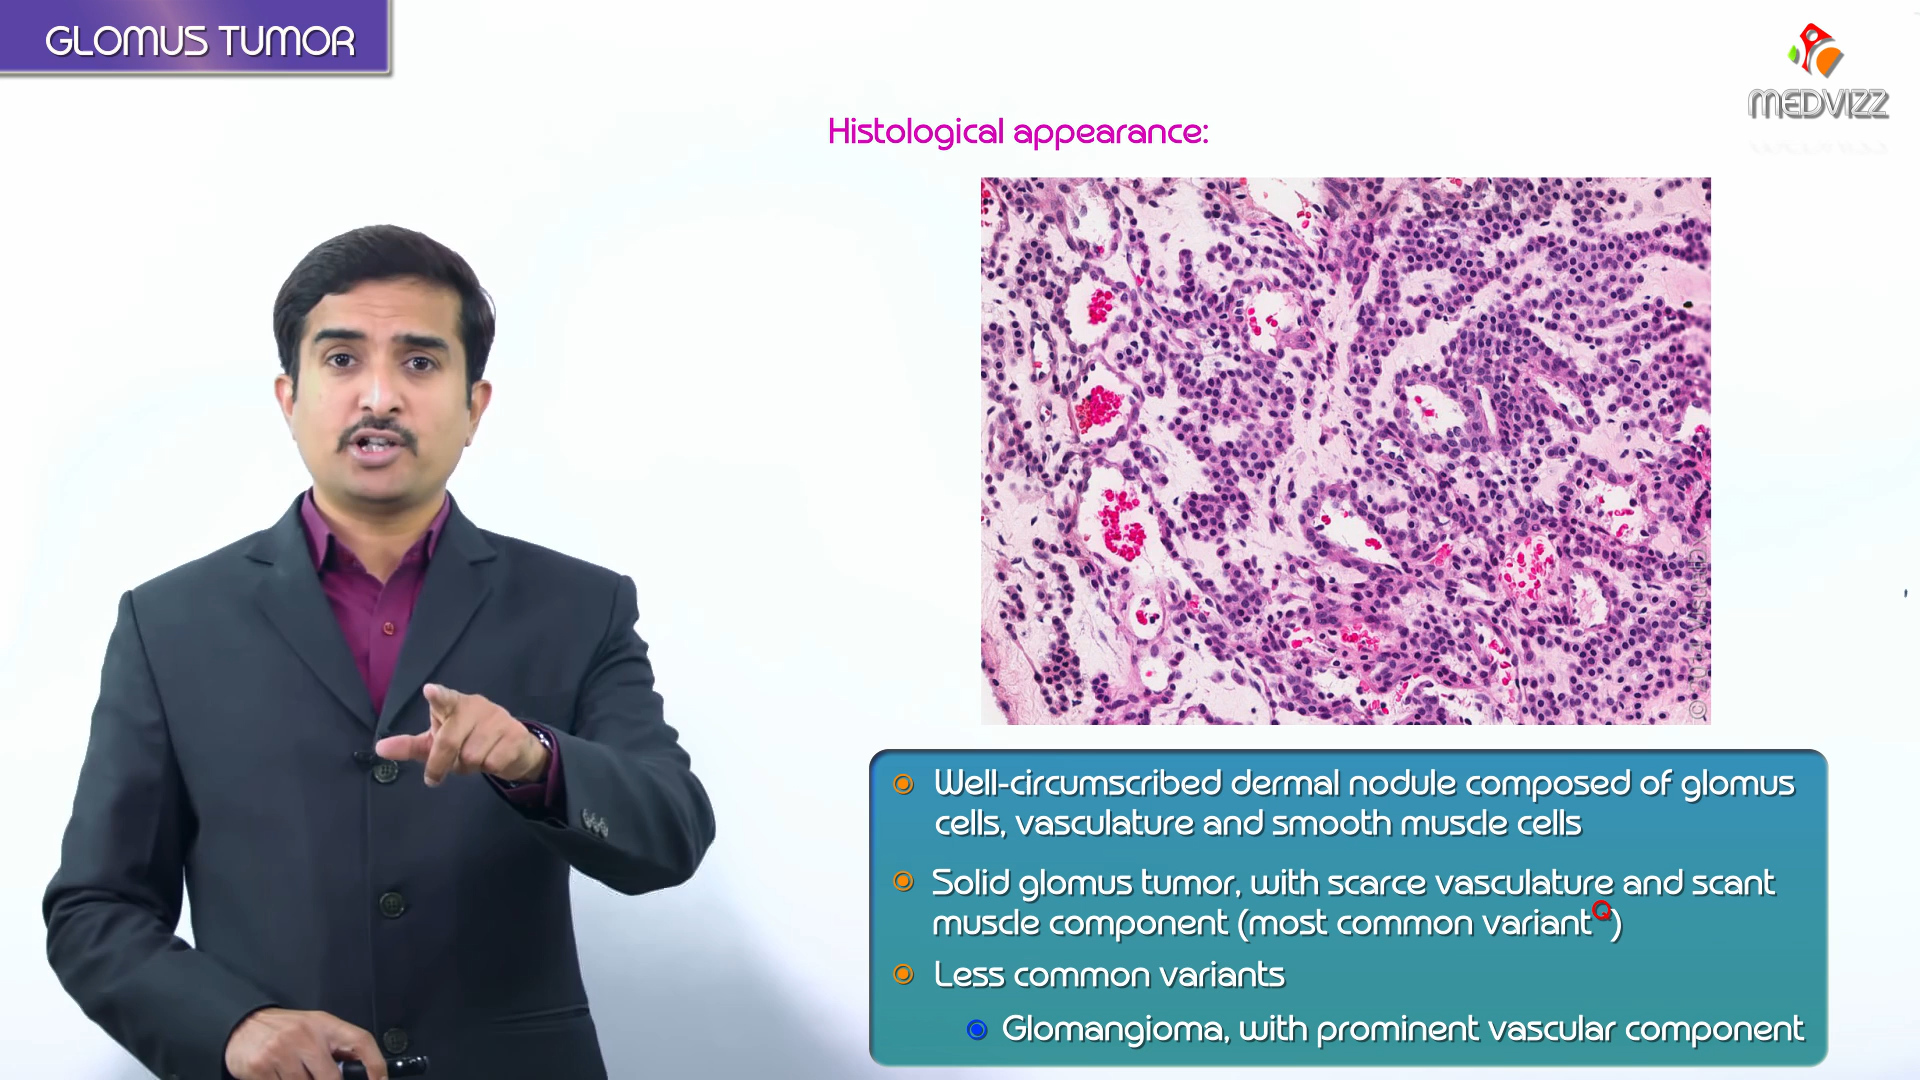 GLOMUS TUMOR
MEDVIZZ
Histological appearance:
Well-circumscribed dermal nodule composed of glomus
cells, vasculature and smooth muscle cells
Solid glomus tumor, with scarce vasculature and scant
muscle component (most common variantQ)
Less common variants
Glomangioma, with prominent vascular component